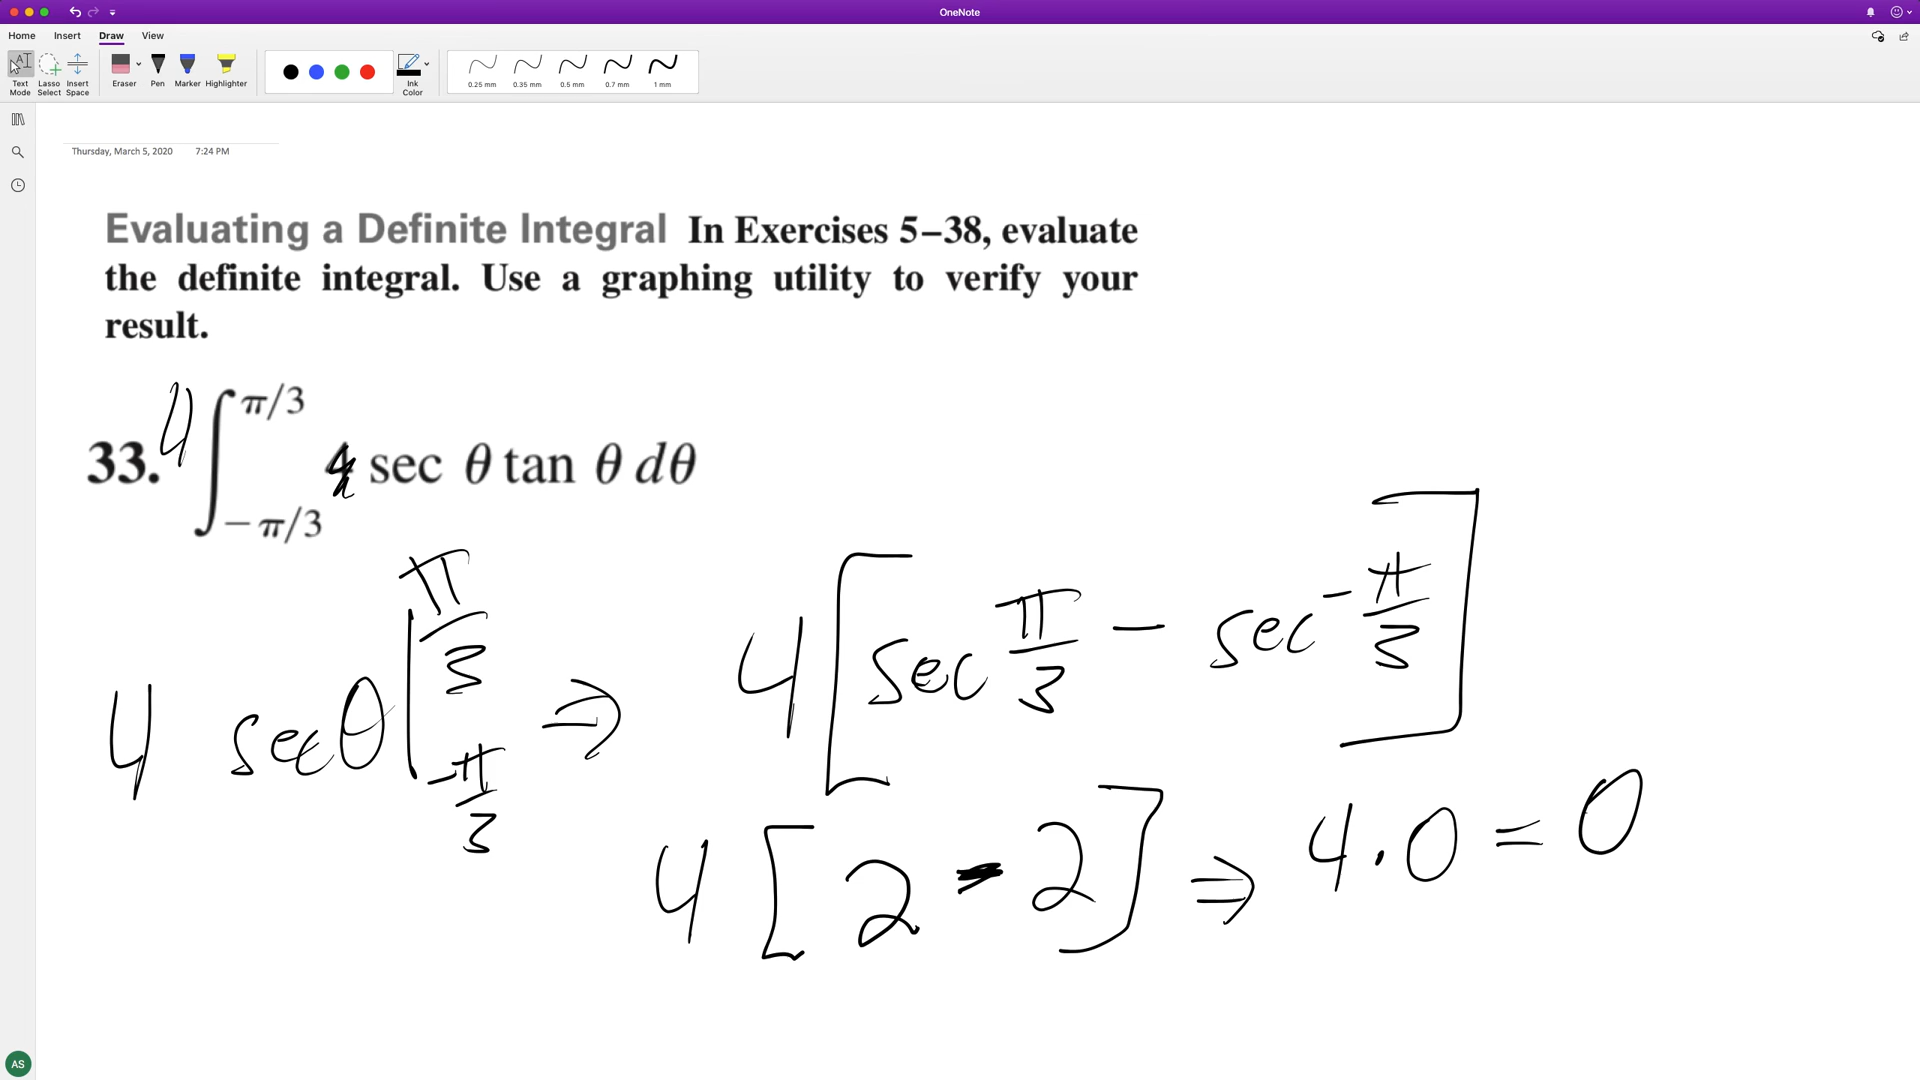 OneNote
Home Insert Draw View
Text Mode Lasso Select Insert Space Eraser Pen Marker Highlighter Ink Color 0.25 mm 0.35 mm 0.5 mm 0.7 mm 1 mm
Thursday, March 5, 2020 7:24 PM
Evaluating a Definite Integral In Exercises 5–38, evaluate
the definite integral. Use a graphing utility to verify your
result.
33. 4 ∫_{-π/3}^{π/3} 4 sec θ tan θ dθ
4 sec θ |_{-π/3}^{π/3} ⇒ 4 [sec π/3 − sec −π/3]
4 [2 - 2] ⇒ 4 . 0 = 0
AS